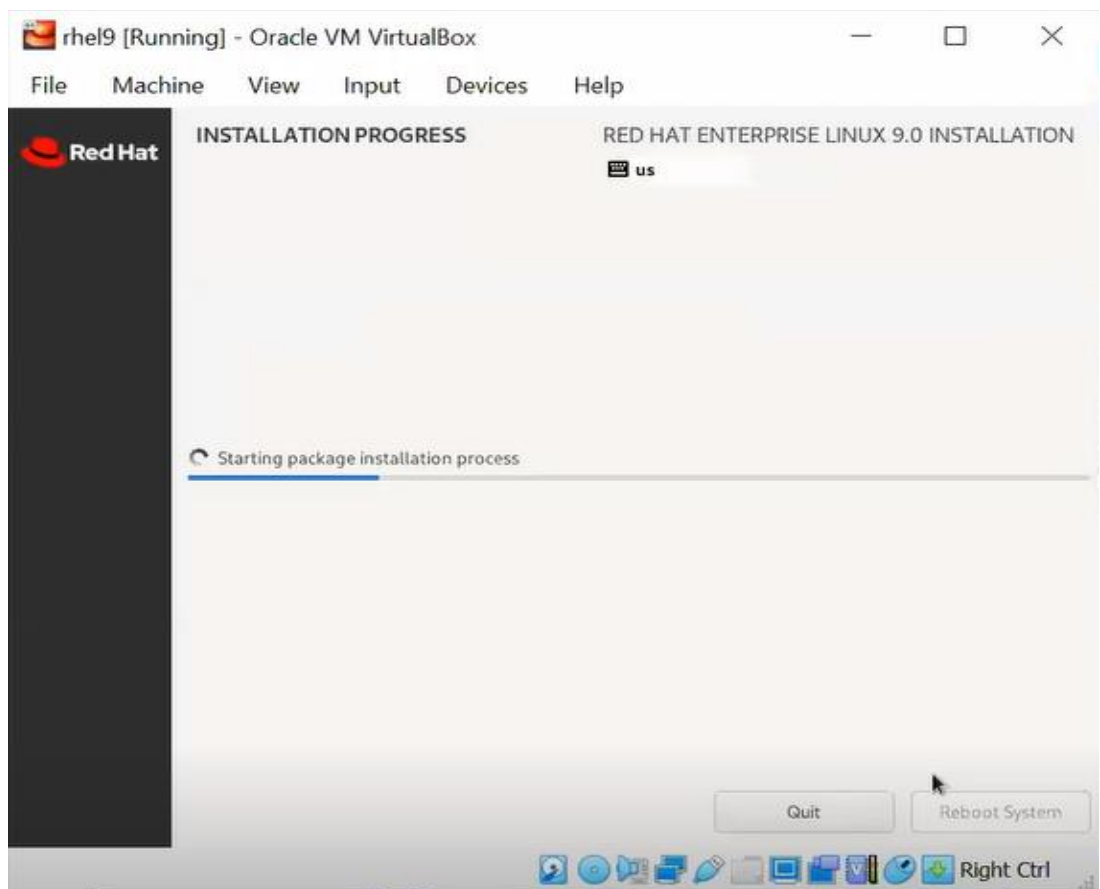 rhel9 [Running] - Oracle VM VirtualBox
File Machine View Input Devices Help
Red Hat
INSTALLATION PROGRESS
RED HAT ENTERPRISE LINUX 9.0 INSTALLATION
us
Starting package installation process
Quit
Reboot System
Right Ctrl